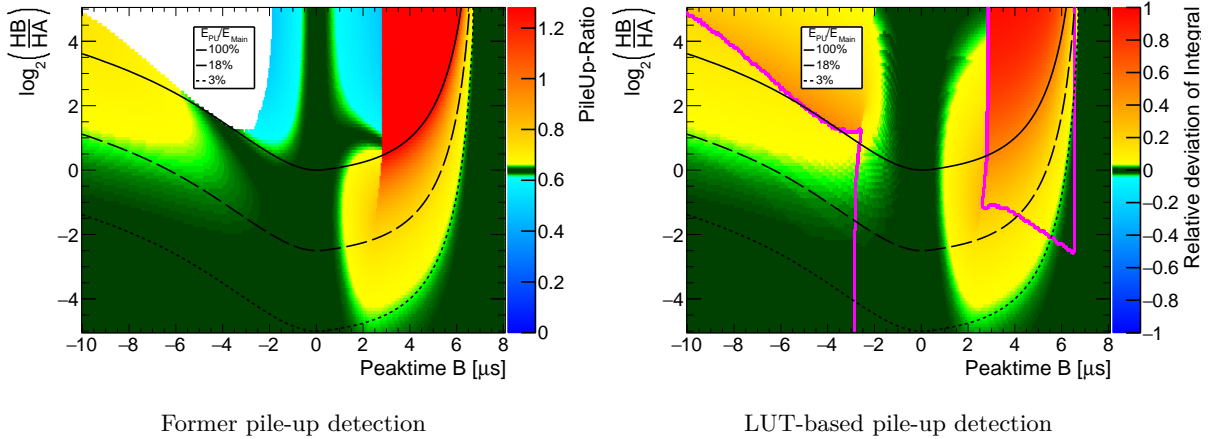 log₂(HB/HA)
4
2
0
−2
−4
−10 −8 −6 −4 −2 0 2 4 6 8
Peaktime B [μs]
E_PU/E_Main
100%
18%
3%
PileUp-Ratio
1.2
1
0.8
0.6
0.4
0.2
0
Former pile-up detection
log₂(HB/HA)
4
2
0
−2
−4
−10 −8 −6 −4 −2 0 2 4 6 8
Peaktime B [μs]
E_PU/E_Main
100%
18%
3%
Relative deviation of Integral
1
0.8
0.6
0.4
0.2
0
−0.2
−0.4
−0.6
−0.8
−1
LUT-based pile-up detection